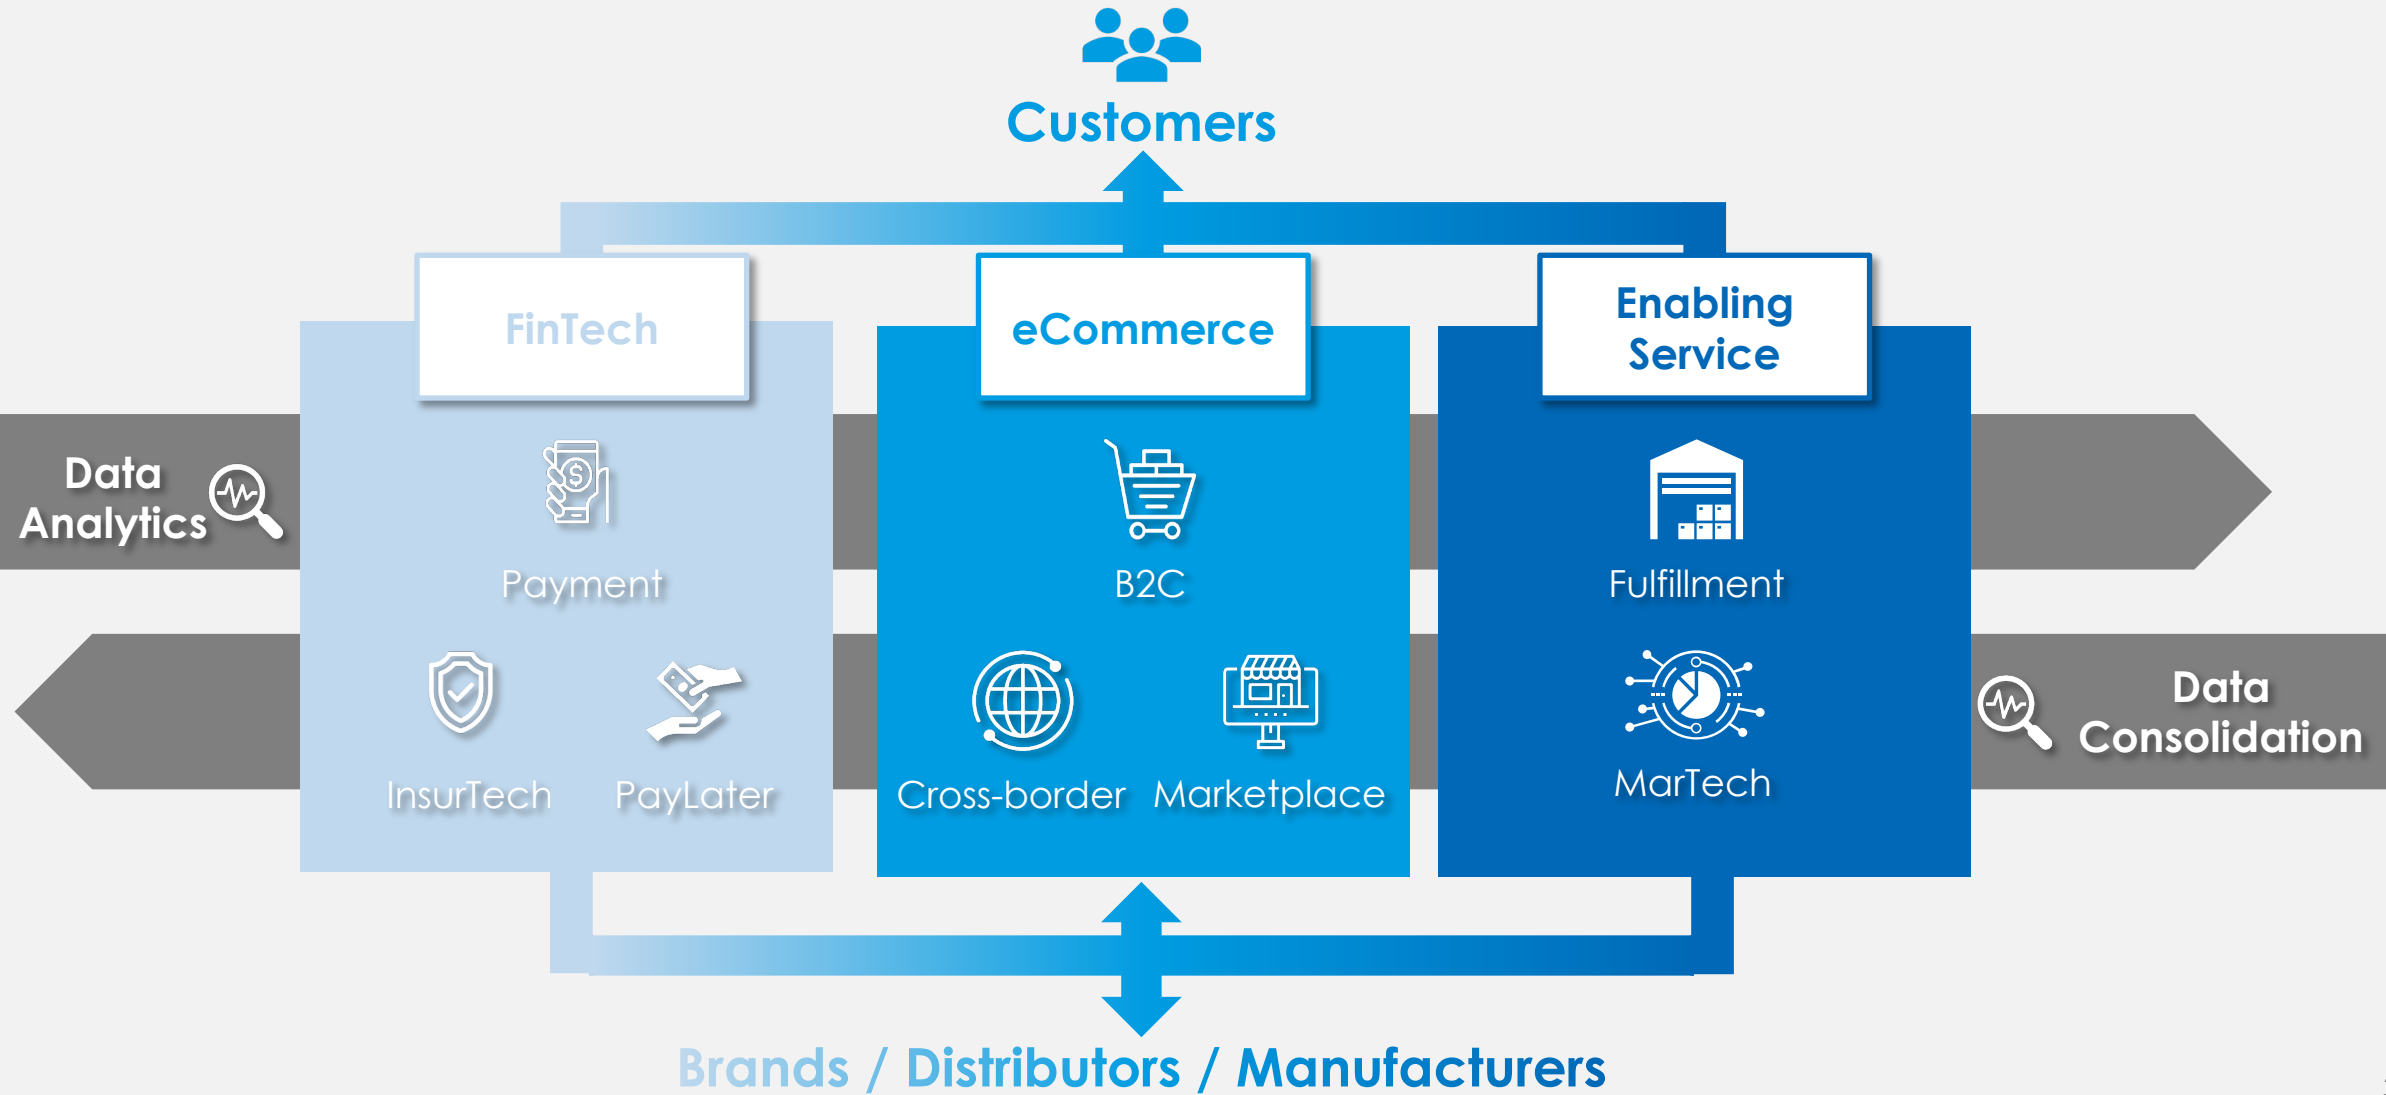 Customers
FinTech
eCommerce
Enabling
Service
Data
Analytics
Payment
B2C
Fulfillment
InsurTech
PayLater
Cross-border
Marketplace
MarTech
Data
Consolidation
Brands / Distributors / Manufacturers